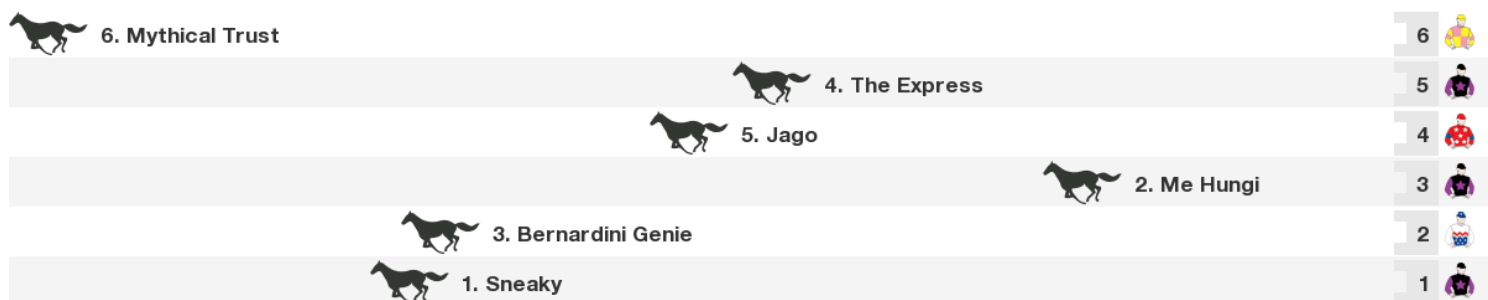 6. Mythical Trust 6
4. The Express 5
5. Jago 4
2. Me Hungi 3
3. Bernardini Genie 2
1. Sneaky 1